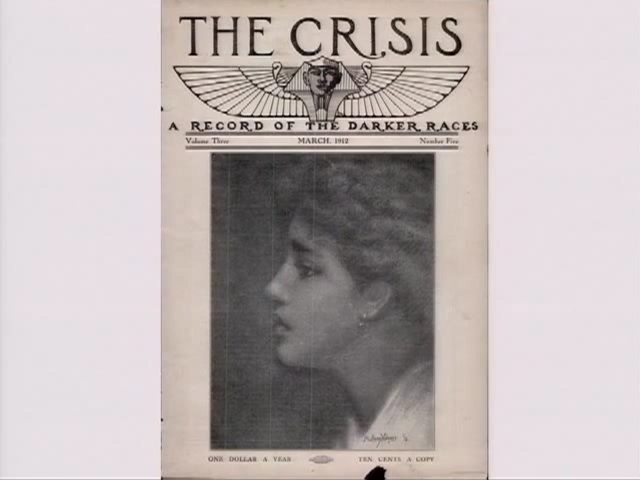 THE CRISIS
A RECORD OF THE DARKER RACES
Volume Three MARCH, 1912 Number Five
ONE DOLLAR A YEAR TEN CENTS A COPY